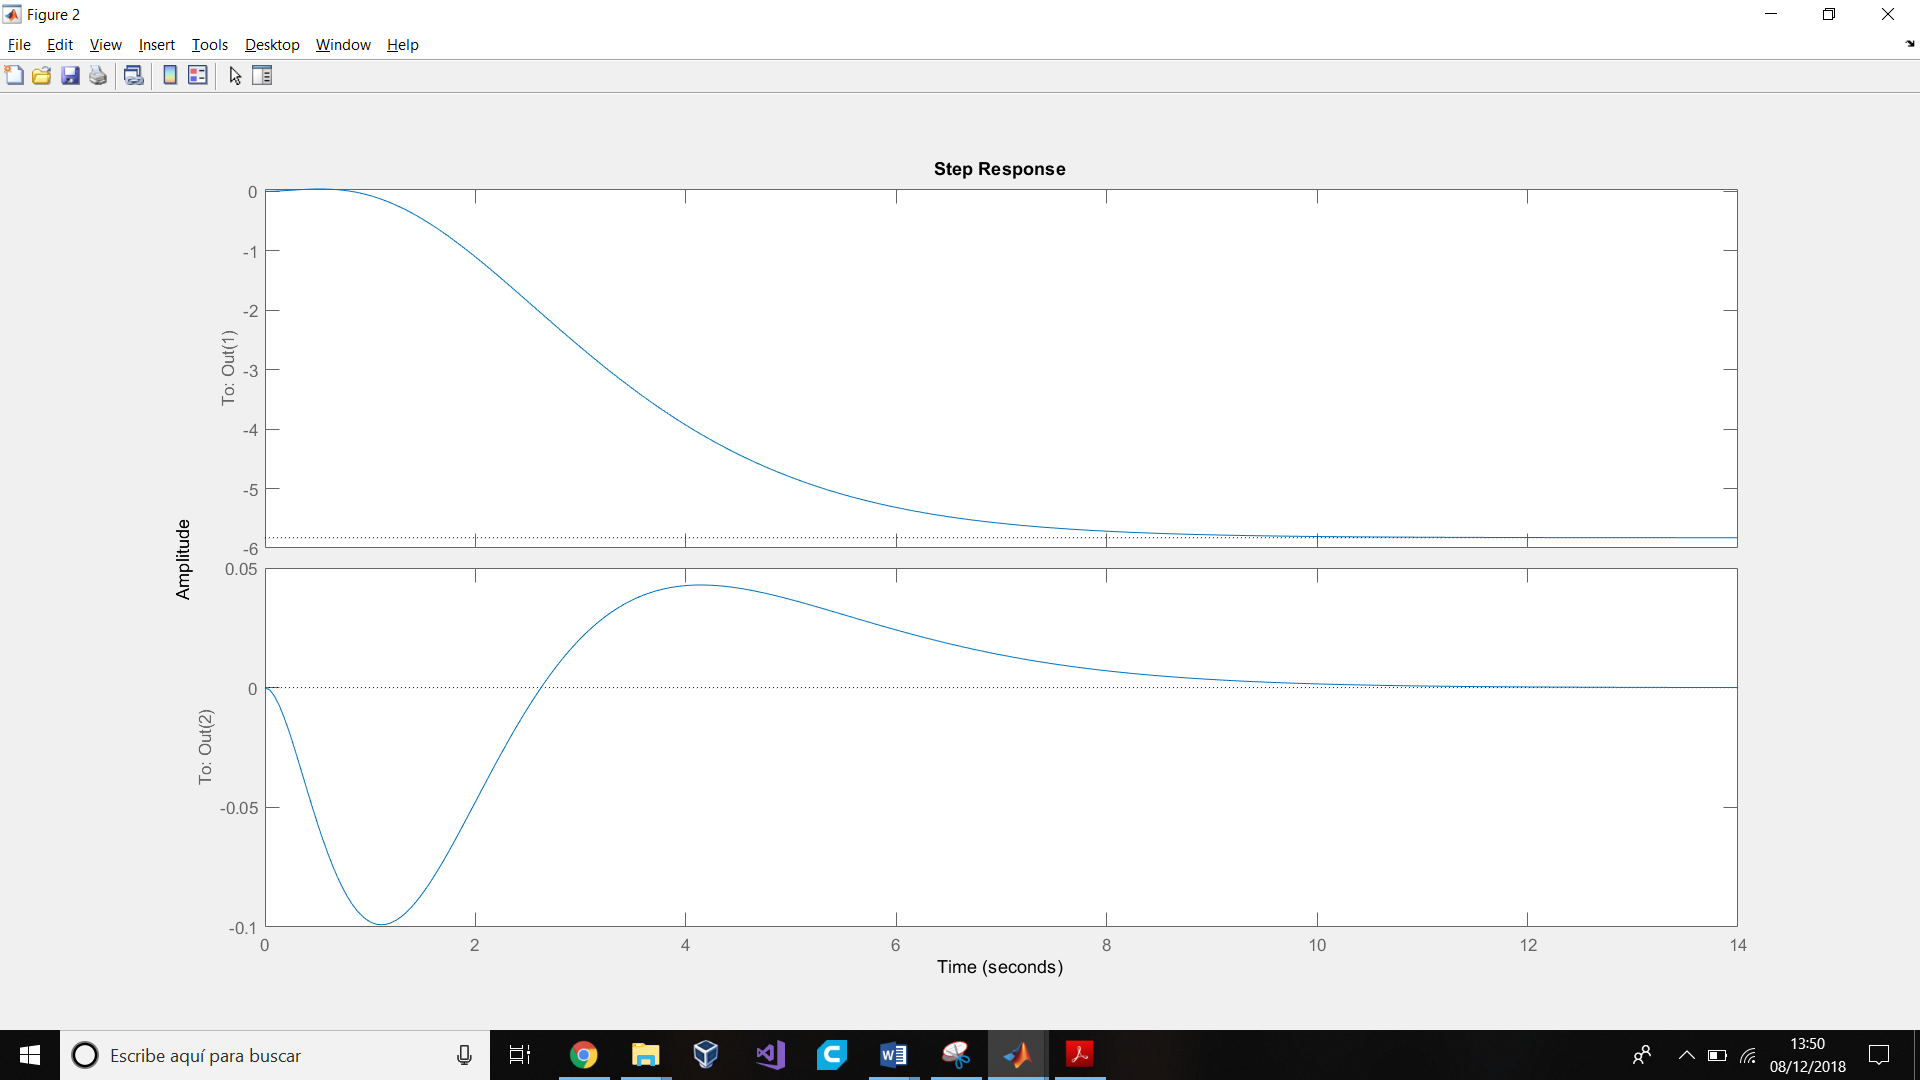 Figure 2
File Edit View Insert Tools Desktop Window Help
Step Response
0
-1
-2
-3
-4
-5
-6
To: Out(1)
Amplitude
0.05
0
-0.05
-0.1
To: Out(2)
0 2 4 6 8 10 12 14
Time (seconds)
Escribe aquí para buscar
13:50
08/12/2018